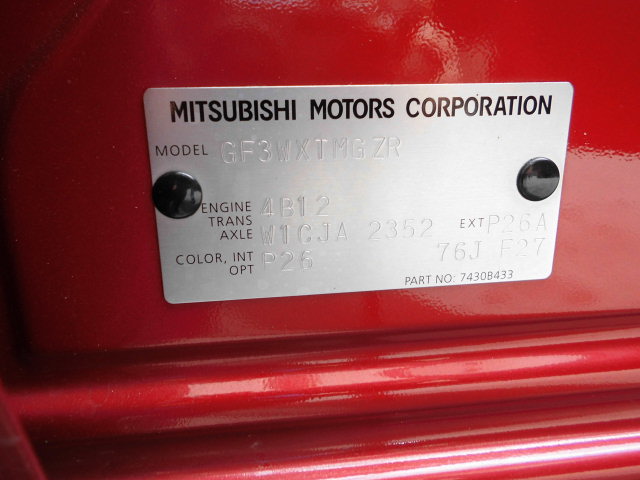 MITSUBISHI MOTORS CORPORATION
MODEL GF3WXTMGZR
ENGINE 4B12
TRANS AXLE W1CJA 2352 EXT P26A
COLOR, INT OPT P26 76J F27
PART NO: 7430B433